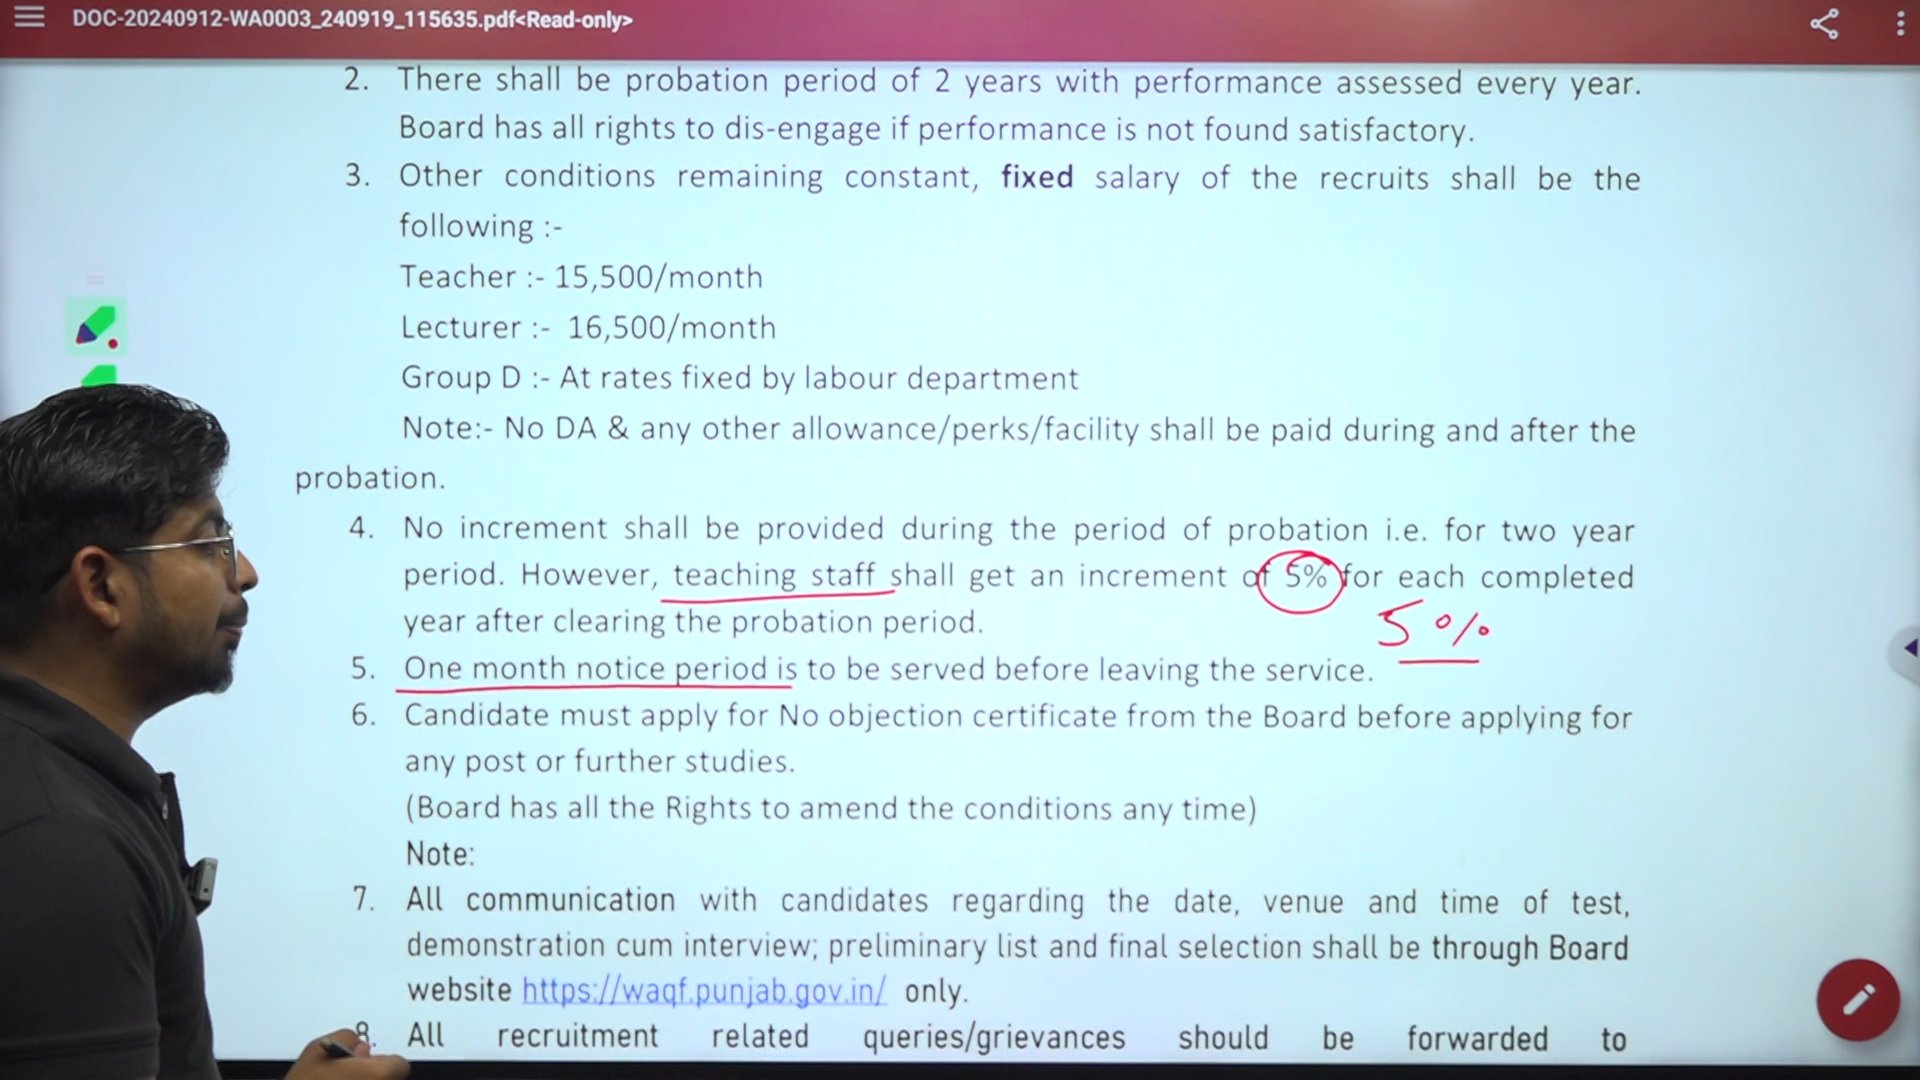 DOC-20240912-WA0003_240919_115635.pdf<Read-only>
2. There shall be probation period of 2 years with performance assessed every year.
Board has all rights to dis-engage if performance is not found satisfactory.
3. Other conditions remaining constant, fixed salary of the recruits shall be the
following :-
Teacher :- 15,500/month
Lecturer :- 16,500/month
Group D :- At rates fixed by labour department
Note:- No DA & any other allowance/perks/facility shall be paid during and after the
probation.
4. No increment shall be provided during the period of probation i.e. for two year
period. However, teaching staff shall get an increment of 5% for each completed
year after clearing the probation period.
5%
5. One month notice period is to be served before leaving the service.
6. Candidate must apply for No objection certificate from the Board before applying for
any post or further studies.
(Board has all the Rights to amend the conditions any time)
Note:
7. All communication with candidates regarding the date, venue and time of test,
demonstration cum interview; preliminary list and final selection shall be through Board
website https://waqf.punjab.gov.in/ only.
8. All recruitment related queries/grievances should be forwarded to